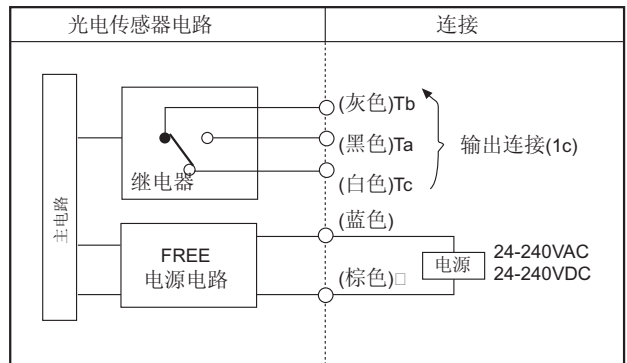 光电传感器电路
连接
(灰色)Tb
(黑色)Ta
输出连接(1c)
继电器
(白色)Tc
主电路
(蓝色)
FREE
电源电路
电源
24-240VAC
24-240VDC
(棕色)□